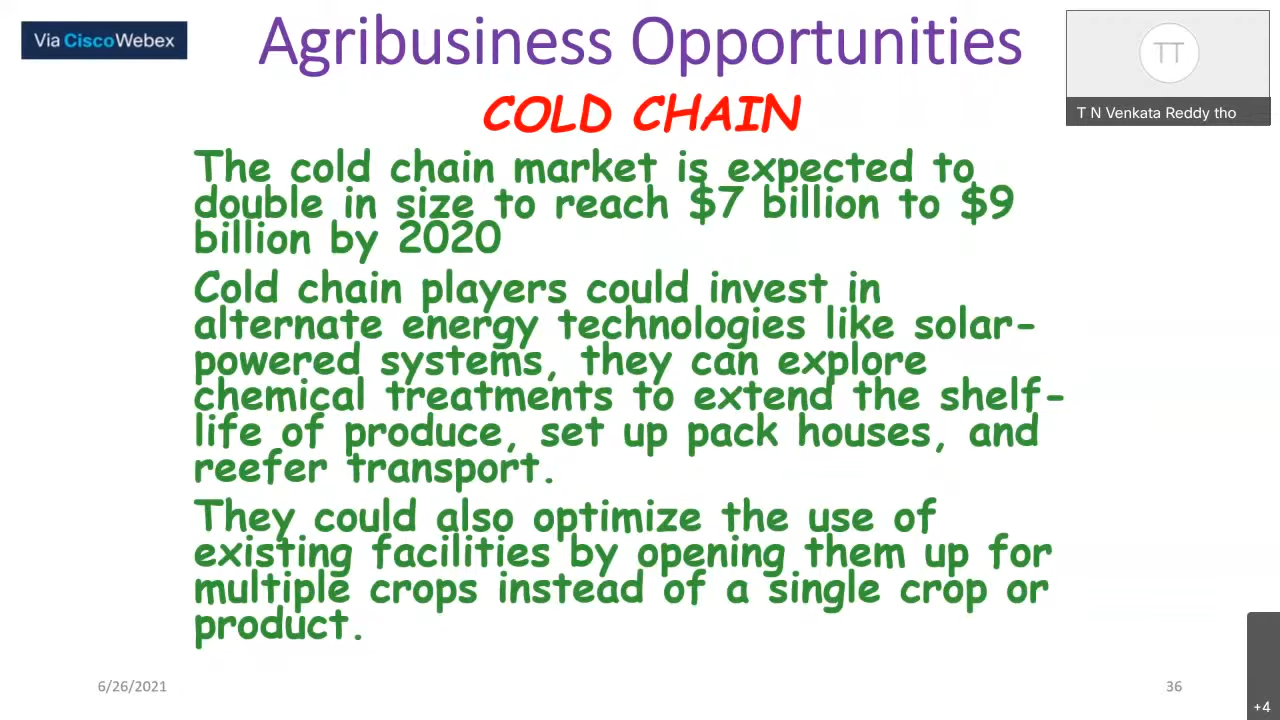 Via CiscoWebex
Agribusiness Opportunities
TT
T N Venkata Reddy tho
COLD CHAIN
The cold chain market is expected to
double in size to reach $7 billion to $9
billion by 2020
Cold chain players could invest in
alternate energy technologies like solar-
powered systems, they can explore
chemical treatments to extend the shelf-
life of produce, set up pack houses, and
reefer transport.
They could also optimize the use of
existing facilities by opening them up for
multiple crops instead of a single crop or
product.
6/26/2021
36
+4